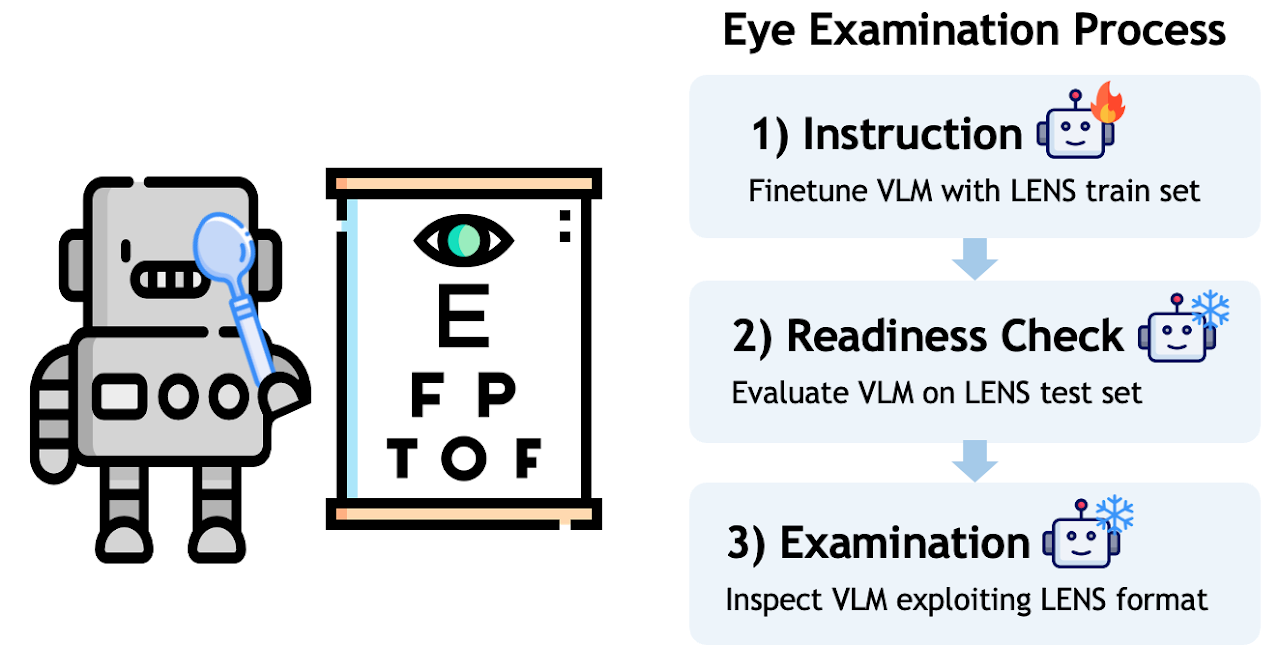 E
F P
T O F
Eye Examination Process
1) Instruction
Finetune VLM with LENS train set
2) Readiness Check
Evaluate VLM on LENS test set
3) Examination
Inspect VLM exploiting LENS format